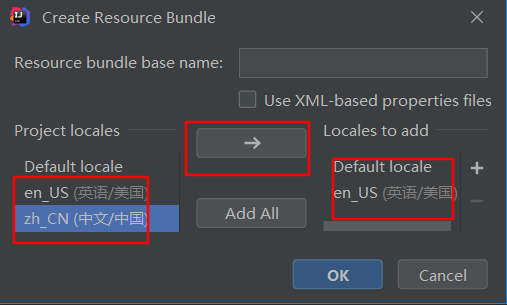 Create Resource Bundle
Resource bundle base name:
Use XML-based properties files
Project locales
Locales to add
Default locale
en_US (英语/美国)
zh_CN (中文/中国)
Add All
Default locale
en_US (英语/美国)
OK
Cancel